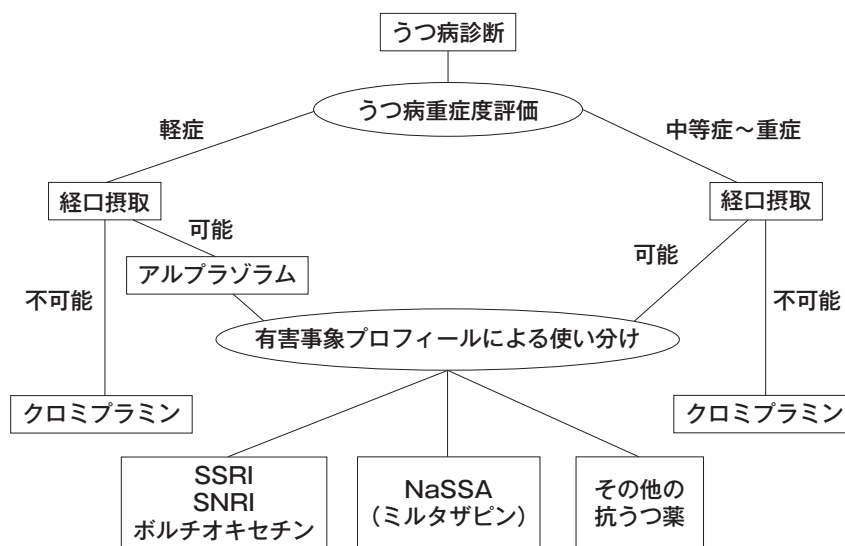 うつ病診断
うつ病重症度評価
軽症
中等症～重症
経口摂取
経口摂取
可能
可能
アルプラゾラム
不可能
不可能
有害事象プロフィールによる使い分け
クロミプラミン
クロミプラミン
SSRI
SNRI
ボルチオキセチン
NaSSA
（ミルタザピン）
その他の
抗うつ薬